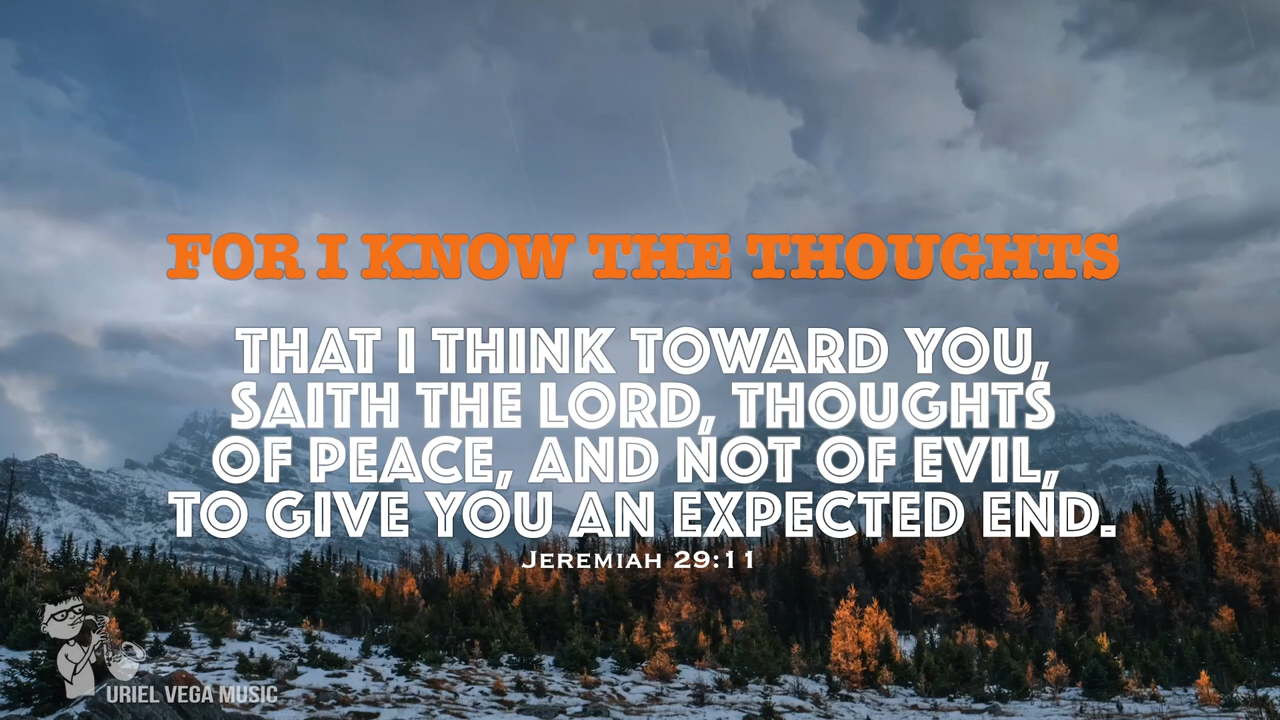 FOR I KNOW THE THOUGHTS
THAT I THINK TOWARD YOU,
SAITH THE LORD, THOUGHTS
OF PEACE, AND NOT OF EVIL,
TO GIVE YOU AN EXPECTED END.
JEREMIAH 29:11
URIEL VEGA MUSIC